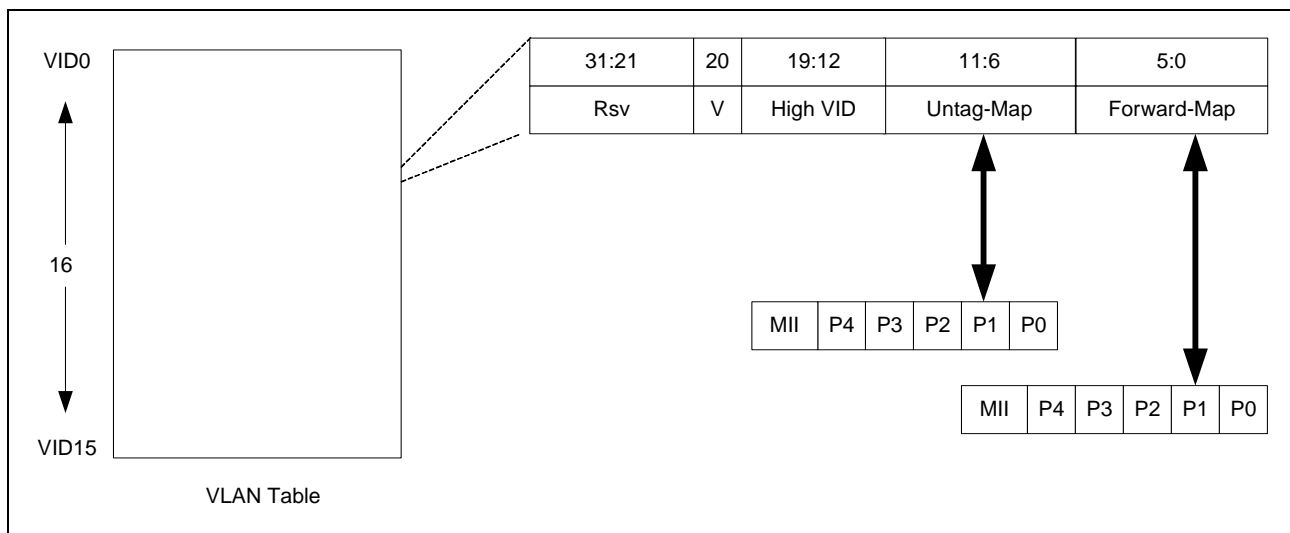 VID0
16
VID15
VLAN Table
31:21 20 19:12 11:6 5:0
Rsv V High VID Untag-Map Forward-Map
MII P4 P3 P2 P1 P0
MII P4 P3 P2 P1 P0